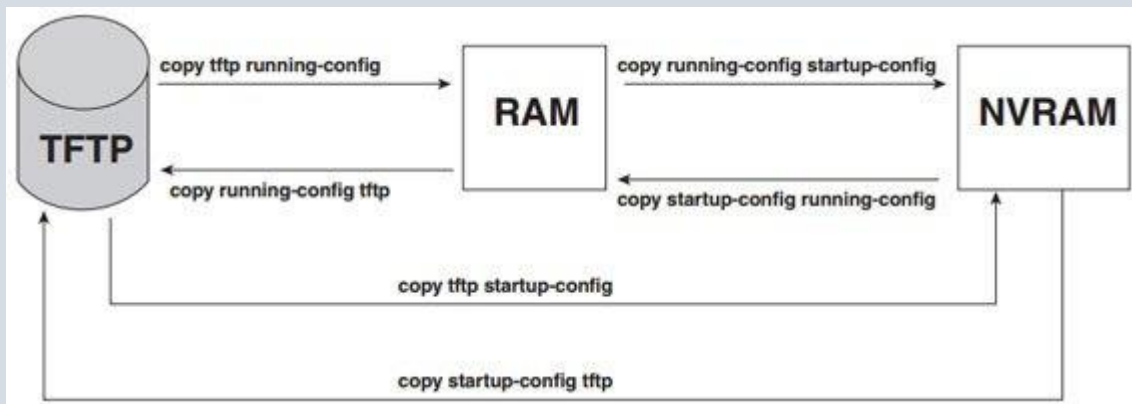 copy tftp running-config
copy running-config startup-config
TFTP
RAM
NVRAM
copy running-config tftp
copy startup-config running-config
copy tftp startup-config
copy startup-config tftp